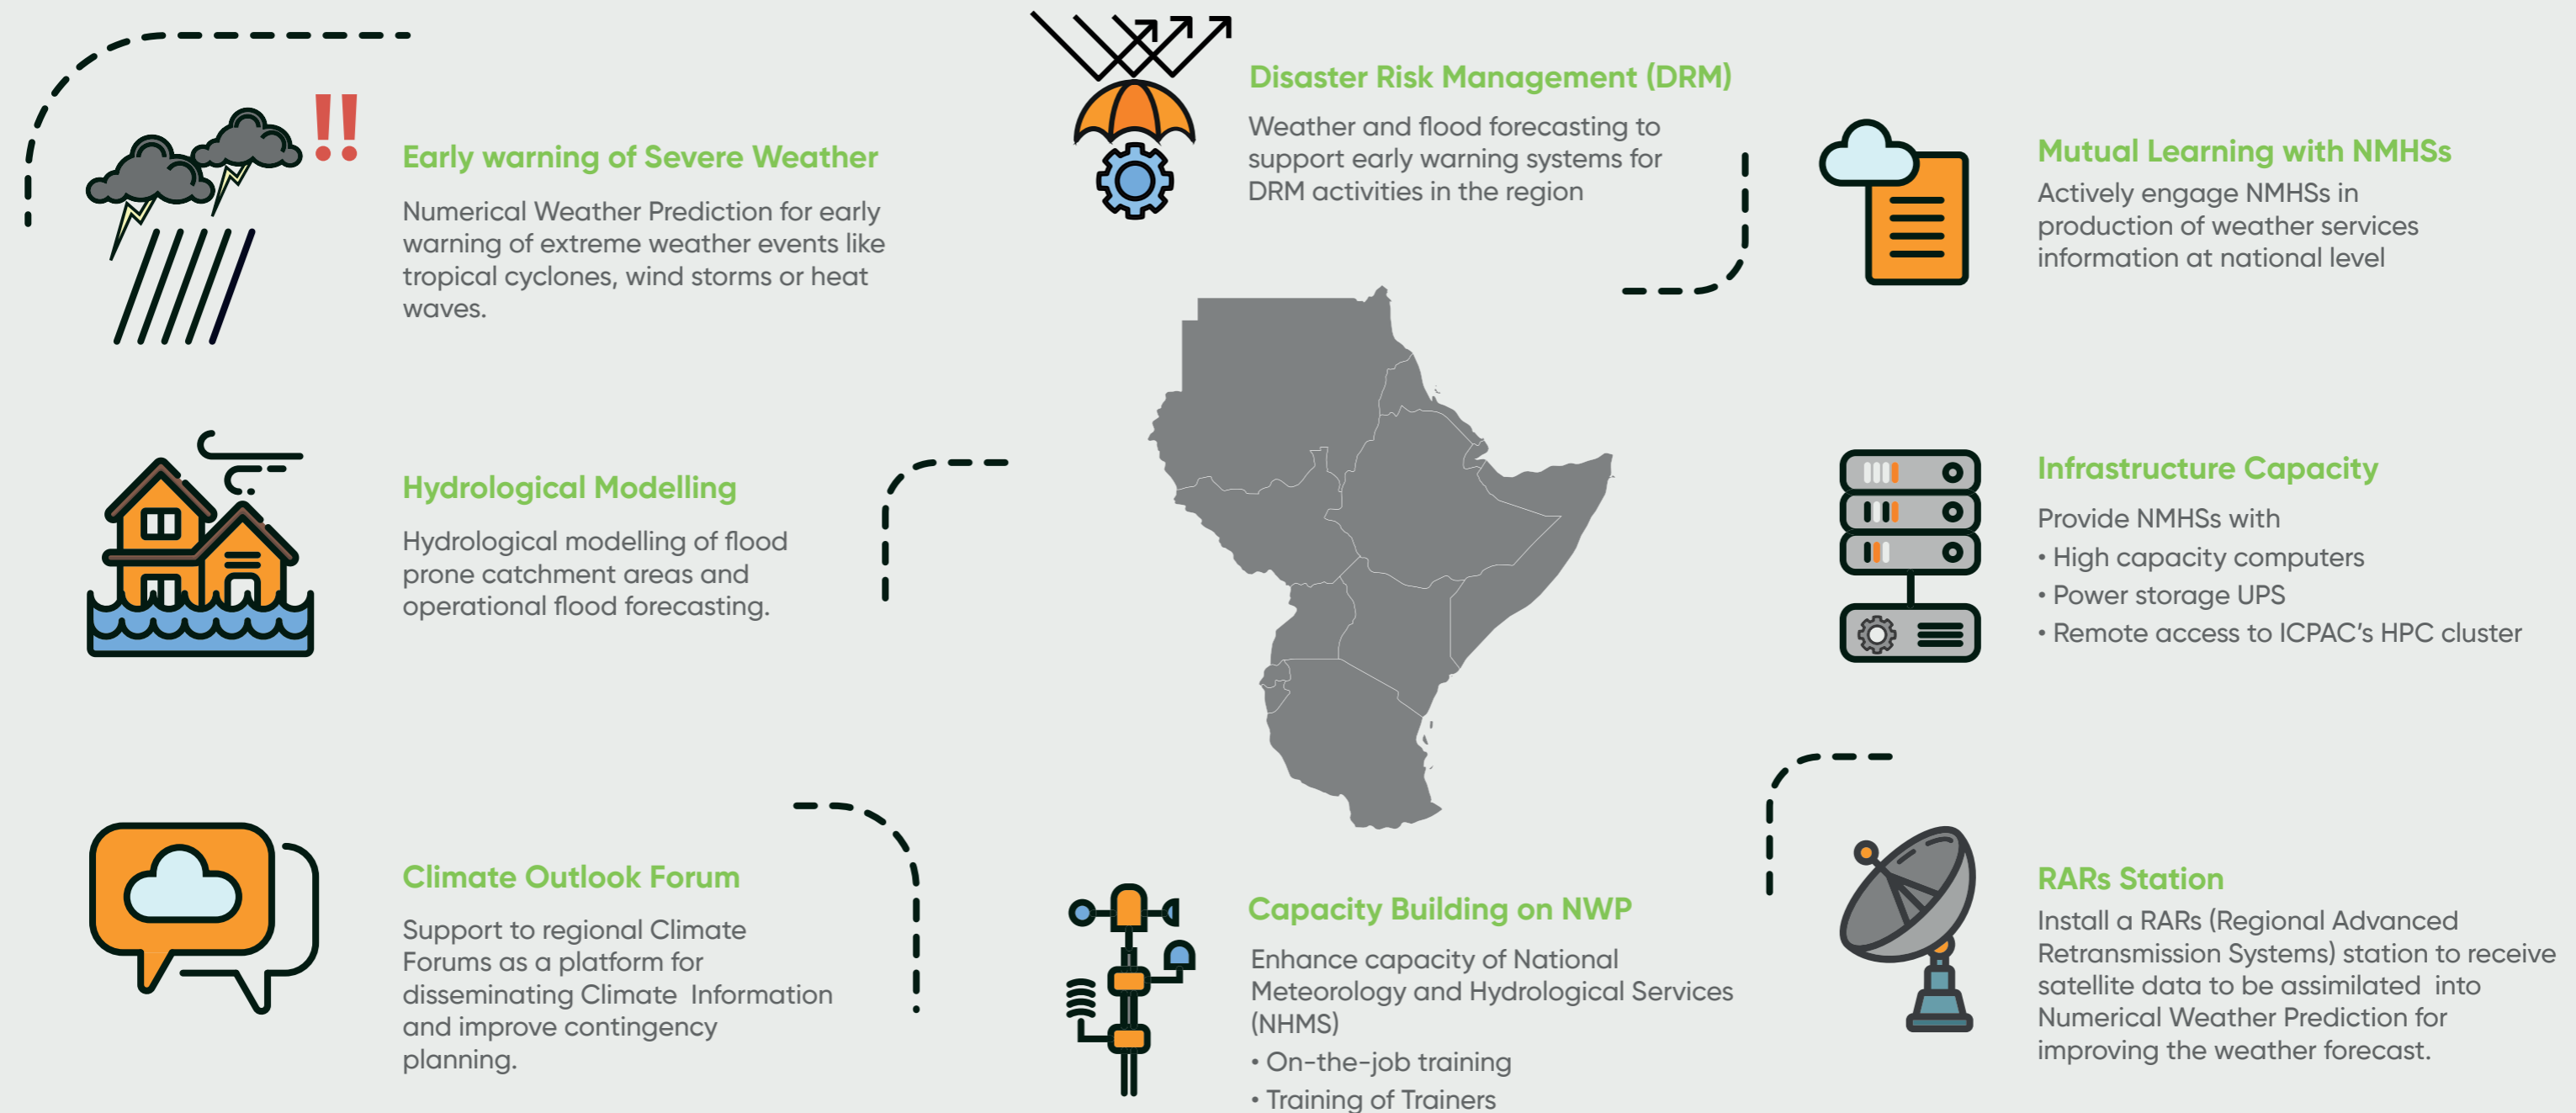 Early warning of Severe Weather
Numerical Weather Prediction for early
warning of extreme weather events like
tropical cyclones, wind storms or heat
waves.
Hydrological Modelling
Hydrological modelling of flood
prone catchment areas and
operational flood forecasting.
Climate Outlook Forum
Support to regional Climate
Forums as a platform for
disseminating Climate  Information
and improve contingency
planning.
Disaster Risk Management (DRM)
Weather and flood forecasting to
support early warning systems for
DRM activities in the region
Capacity Building on NWP
Enhance capacity of National
Meteorology and Hydrological Services
(NHMS)
• On-the-job training
• Training of Trainers
Mutual Learning with NMHSs
Actively engage NMHSs in
production of weather services
information at national level
Infrastructure Capacity
Provide NMHSs with
• High capacity computers
• Power storage UPS
• Remote access to ICPAC’s HPC cluster
RARs Station
Install a RARs (Regional Advanced
Retransmission Systems) station to receive
satellite data to be assimilated  into
Numerical Weather Prediction for
improving the weather forecast.